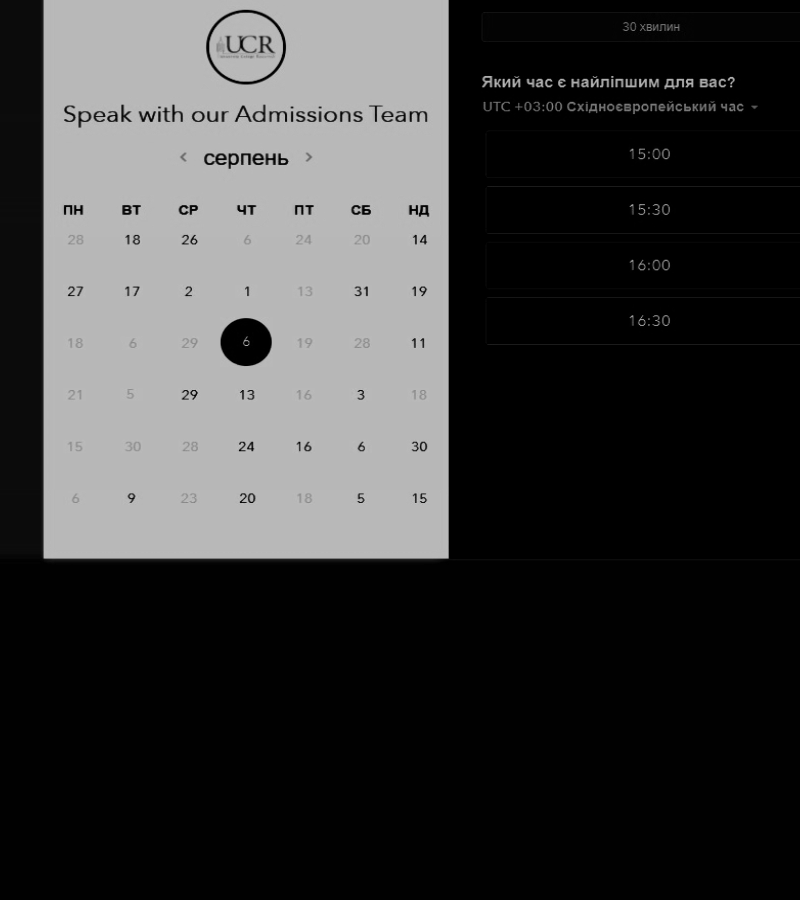 UCR
Speak with our Admissions Team
серпень
ПН ВТ СР ЧТ ПТ СБ НД
28 18 26 6 24 20 14
27 17 2 1 13 31 19
18 6 29 6 19 28 11
21 5 29 13 16 3 18
15 30 28 24 16 6 30
6 9 23 20 18 5 15
30 хвилин
Який час є найліпшим для вас?
UTC +03:00 Східноєвропейський час
15:00
15:30
16:00
16:30